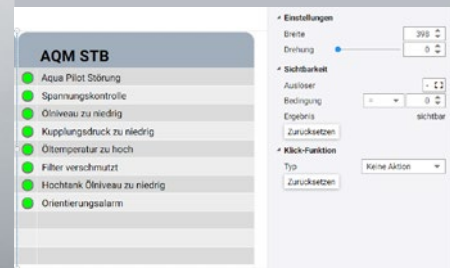 AQM STB
Aqua Pilot Störung
Spannungskontrolle
Ölniveau zu niedrig
Kupplungsdruck zu niedrig
Öltemperatur zu hoch
Filter verschmutzt
Hochtank Ölniveau zu niedrig
Orientierungsalarm
Einstellungen
Breite 398
Drehung 0
Sichtbarkeit
Auslöser -
Bedingung = 0
Ergebnis sichtbar
Zurücksetzen
Klick-Funktion
Typ Keine Aktion
Zurücksetzen